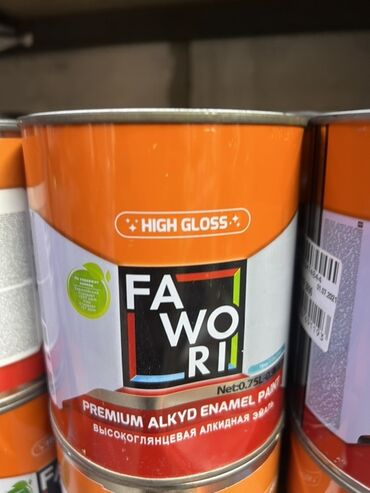 HIGH GLOSS
FA
WO
RI
Net:0.75L
PREMIUM ALKYD ENAMEL PAINT
ВЫСОКОГЛЯНЦЕВАЯ АЛКИДНАЯ ЭМАЛЬ